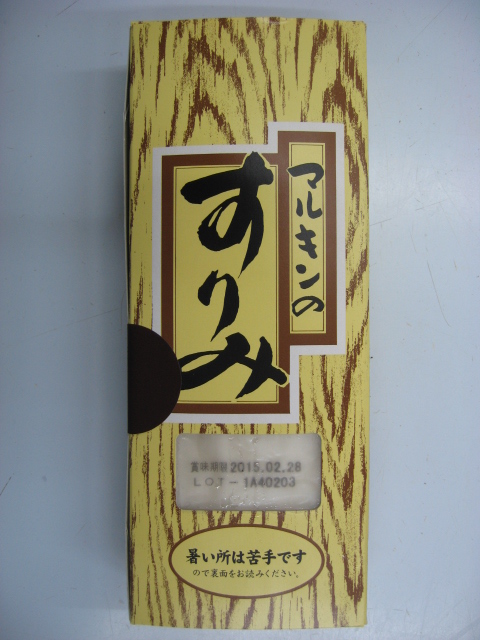 マルキンの
すりみ
賞味期限 2015.02.28
LOT - 1A40203
暑い所は苦手です
ので裏面をお読みください。